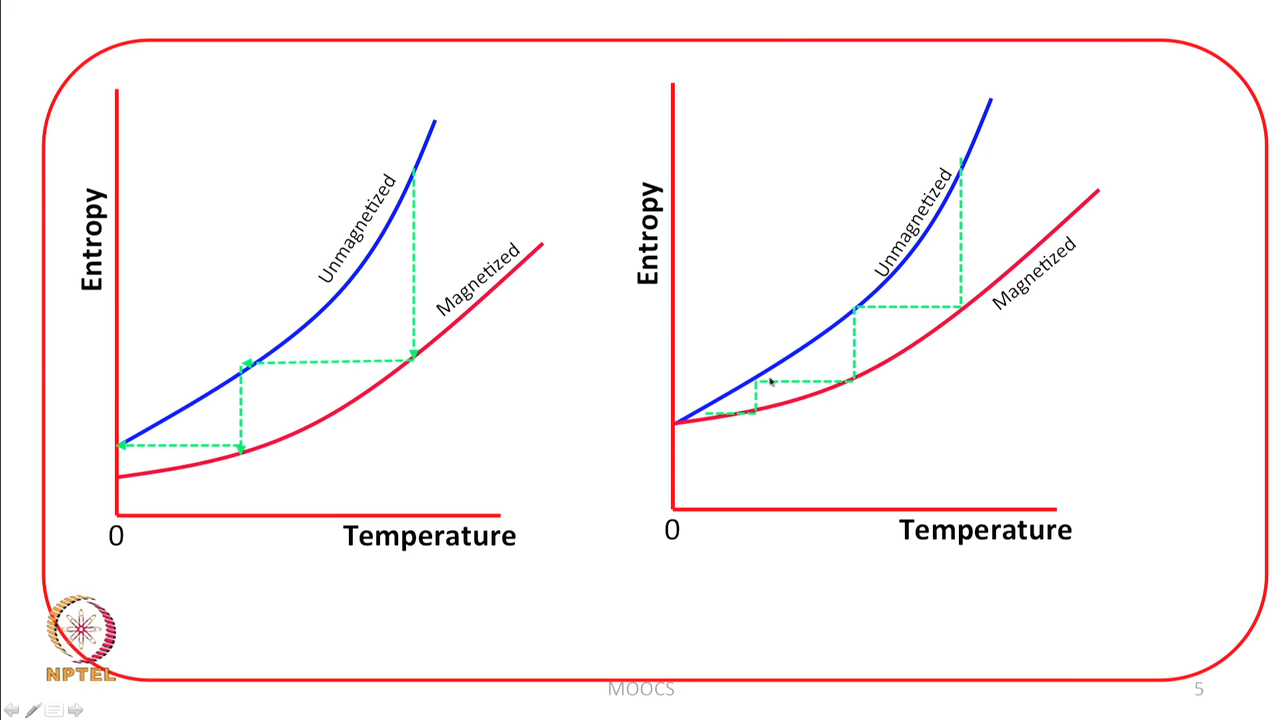 Entropy
Unmagnetized
Magnetized
0
Temperature
Entropy
Unmagnetized
Magnetized
0
Temperature
NPTEL
MOOCS
5